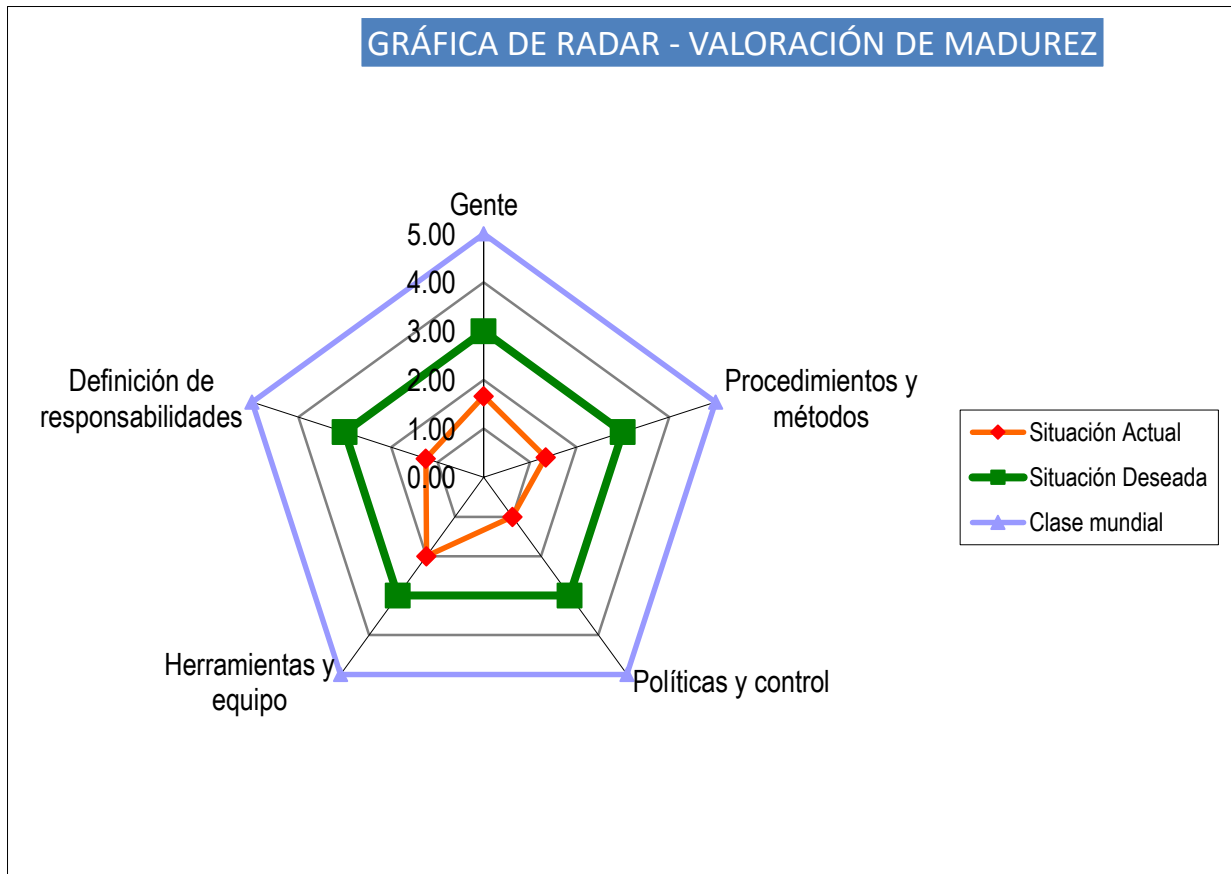 GRÁFICA DE RADAR - VALORACIÓN DE MADUREZ
Gente
5.00
4.00
3.00
2.00
1.00
0.00
Definición de
responsabilidades
Procedimientos y
métodos
Herramientas y
equipo
Políticas y control
Situación Actual
Situación Deseada
Clase mundial